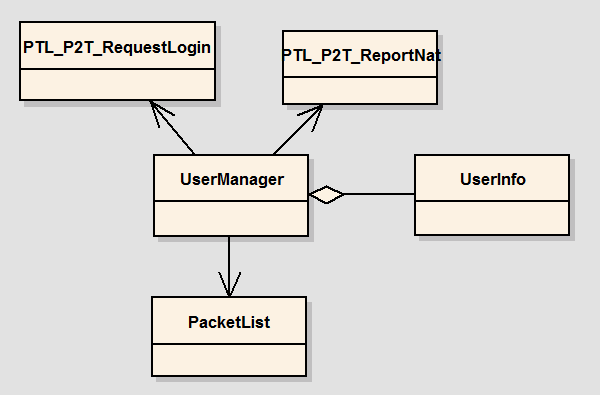 PTL_P2T_RequestLogin
PTL_P2T_ReportNat
UserManager
UserInfo
PacketList